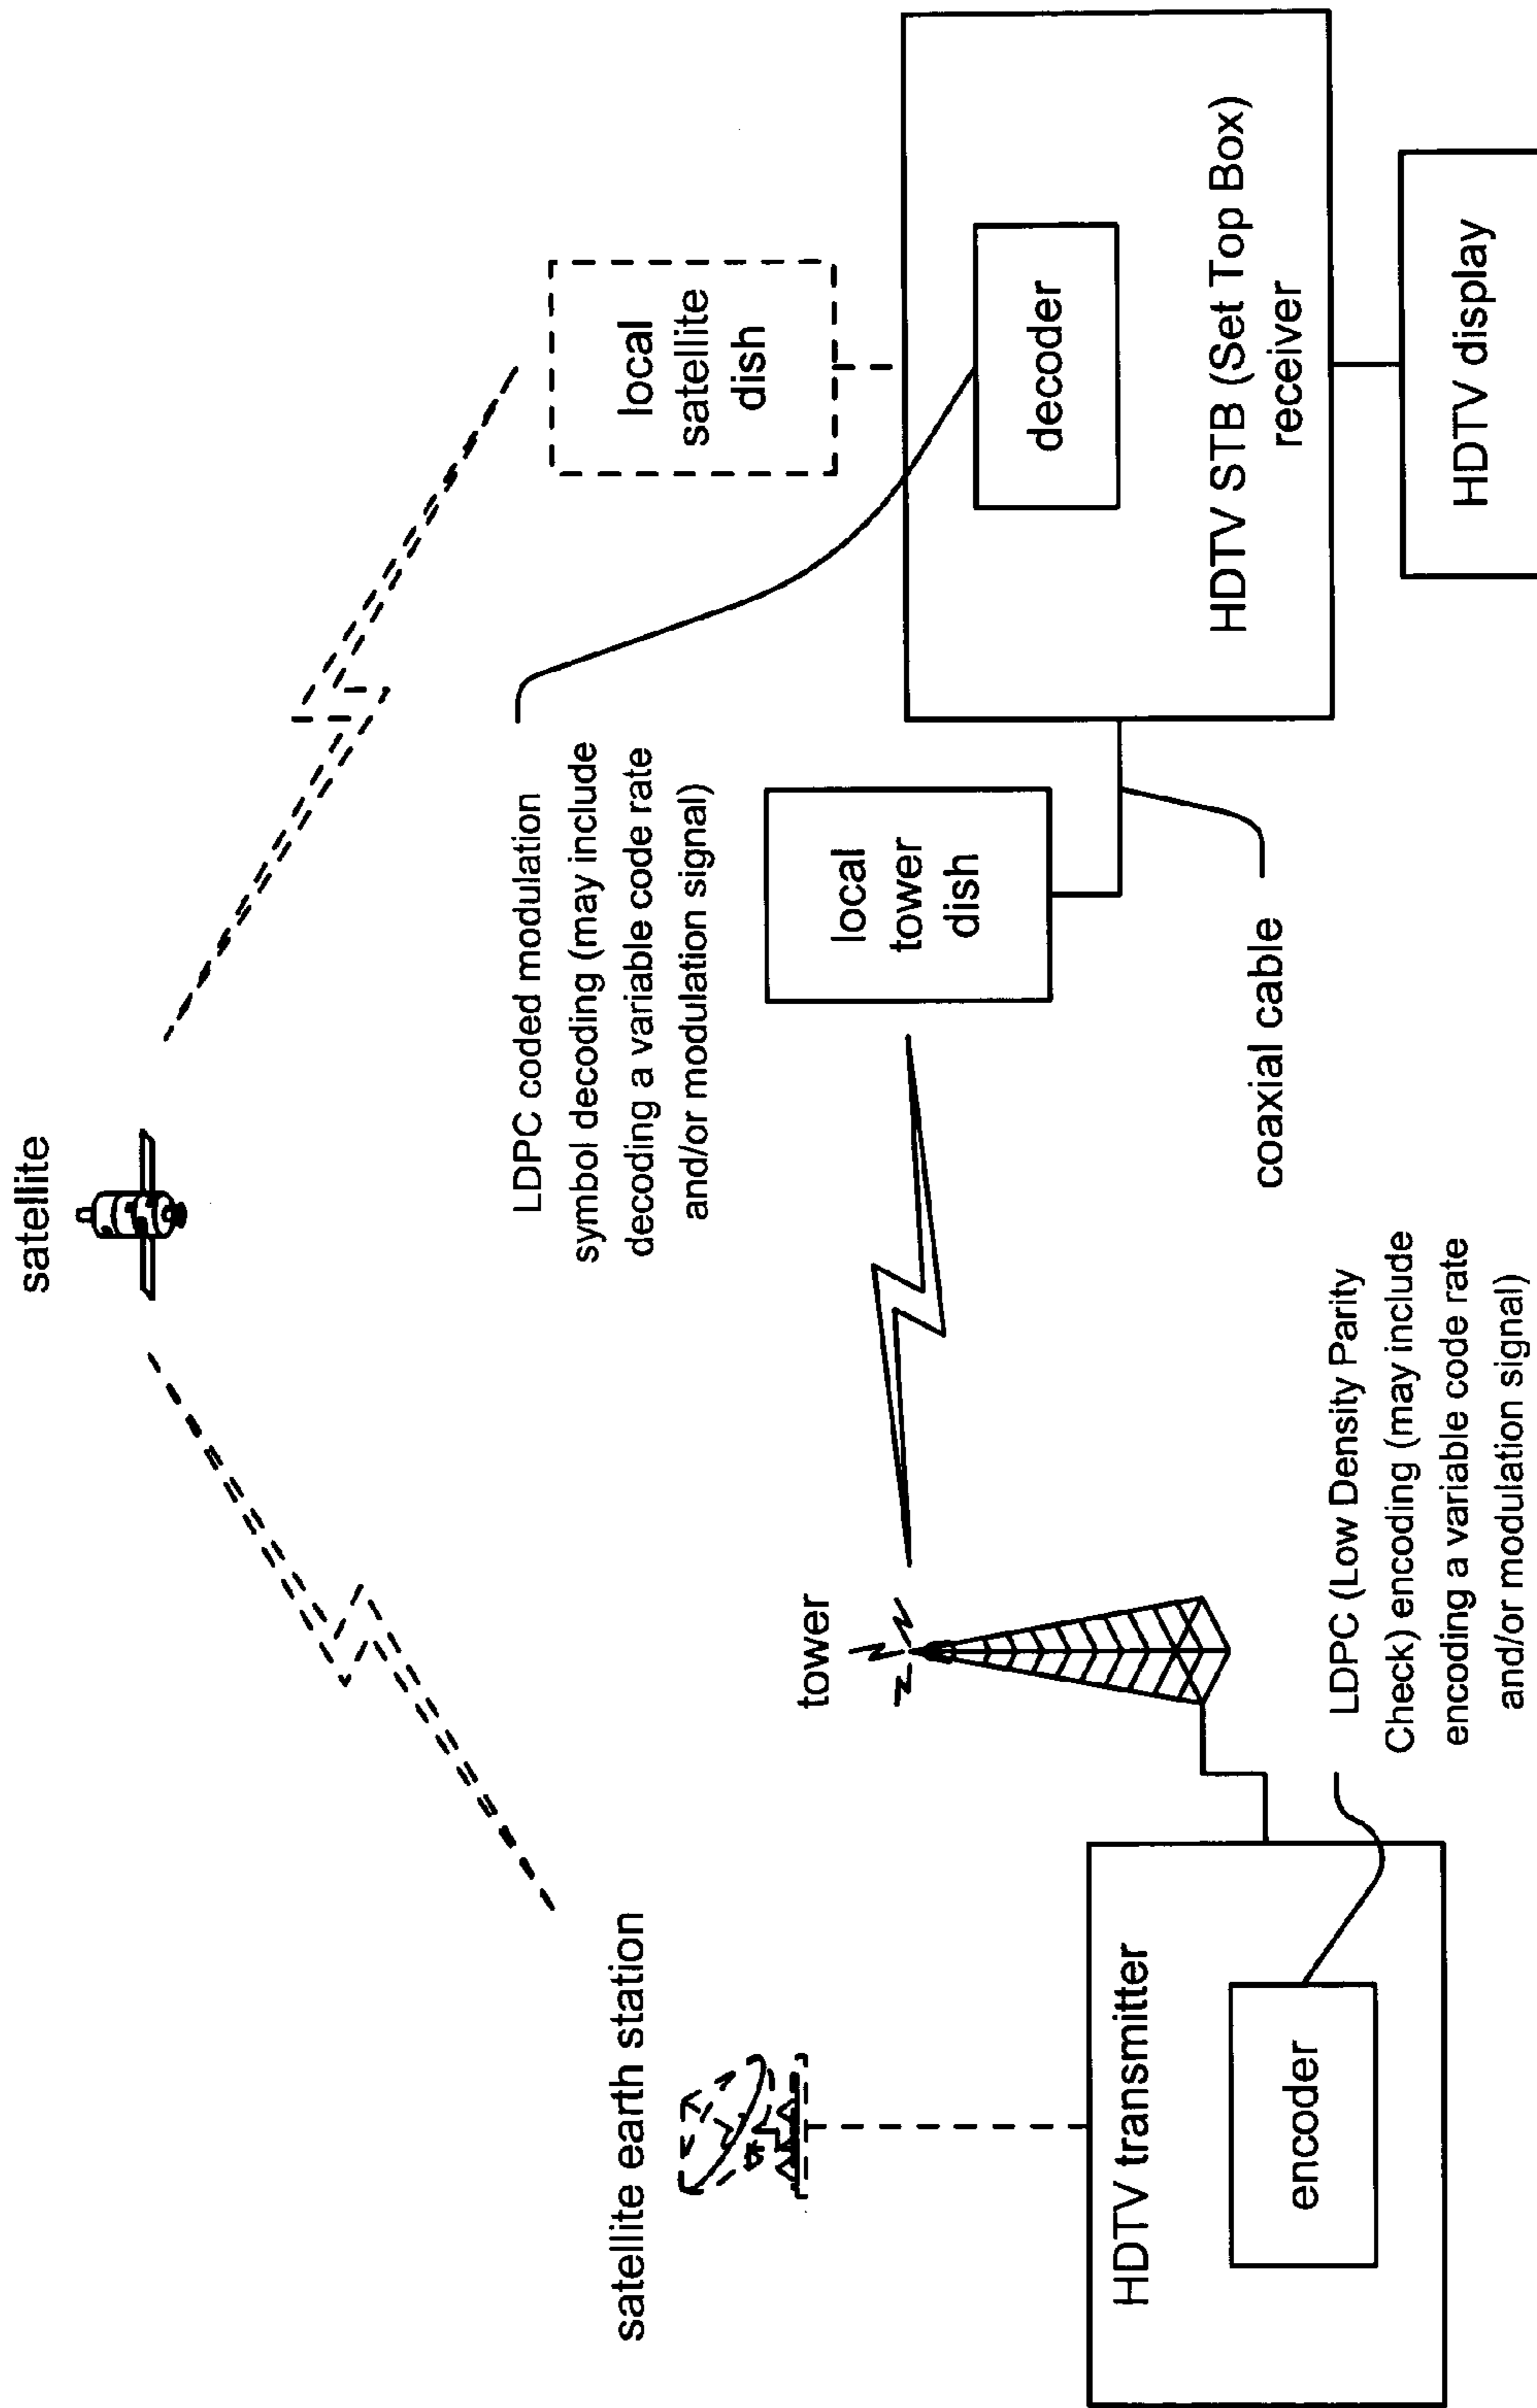 satellite
satellite earth station
LDPC coded modulation
symbol decoding (may include
decoding a variable code rate
and/or modulation signal)
local
satellite
dish
tower
local
tower
dish
decoder
HDTV transmitter
encoder
HDTV STB (Set Top Box)
receiver
coaxial cable
LDPC (Low Density Parity
Check) encoding (may include
encoding a variable code rate
and/or modulation signal)
HDTV display